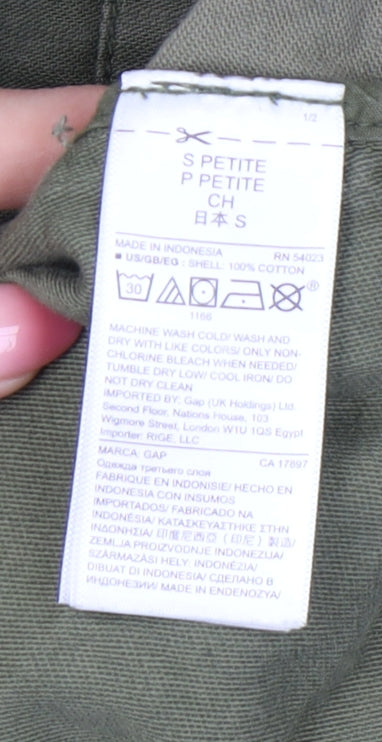 1/2
S PETITE
P PETITE
CH
日本 S
MADE IN INDONESIA RN 54023
■ US/GB/EG : SHELL: 100% COTTON
30
®
1166
MACHINE WASH COLD/ WASH AND
DRY WITH LIKE COLORS/ ONLY NON-
CHLORINE BLEACH WHEN NEEDED/
TUMBLE DRY LOW/ COOL IRON/ DO
NOT DRY CLEAN
IMPORTED BY: Gap (UK Holdings) Ltd.
Second Floor, Nations House, 103
Wigmore Street, London W1U 1QS Egypt
Importer: RIGE, LLC
MARCA: GAP CA 17897
Одежда третьего слоя
FABRIQUÉ EN INDONISIE/ HECHO EN
INDONESIA CON INSUMOS
IMPORTADOS/ FABRICADO NA
INDONÉSIA/ ΚΑΤΑΣΚΕΥΑΣΤΗΚΕ ΣΤΗΝ
ΙΝΔΟΝΗΣΙΑ/ 印度尼西亞 (印尼) 製造/
ZEMLJA PROIZVODNJE INDONEZIJA/
SZÁRMAZÁSI HELY: INDONÉZIA/
DIBUAT DI INDONESIA/ СДЕЛАНО В
ИНДОНЕЗИИ/ MADE IN ENDENOZYA/